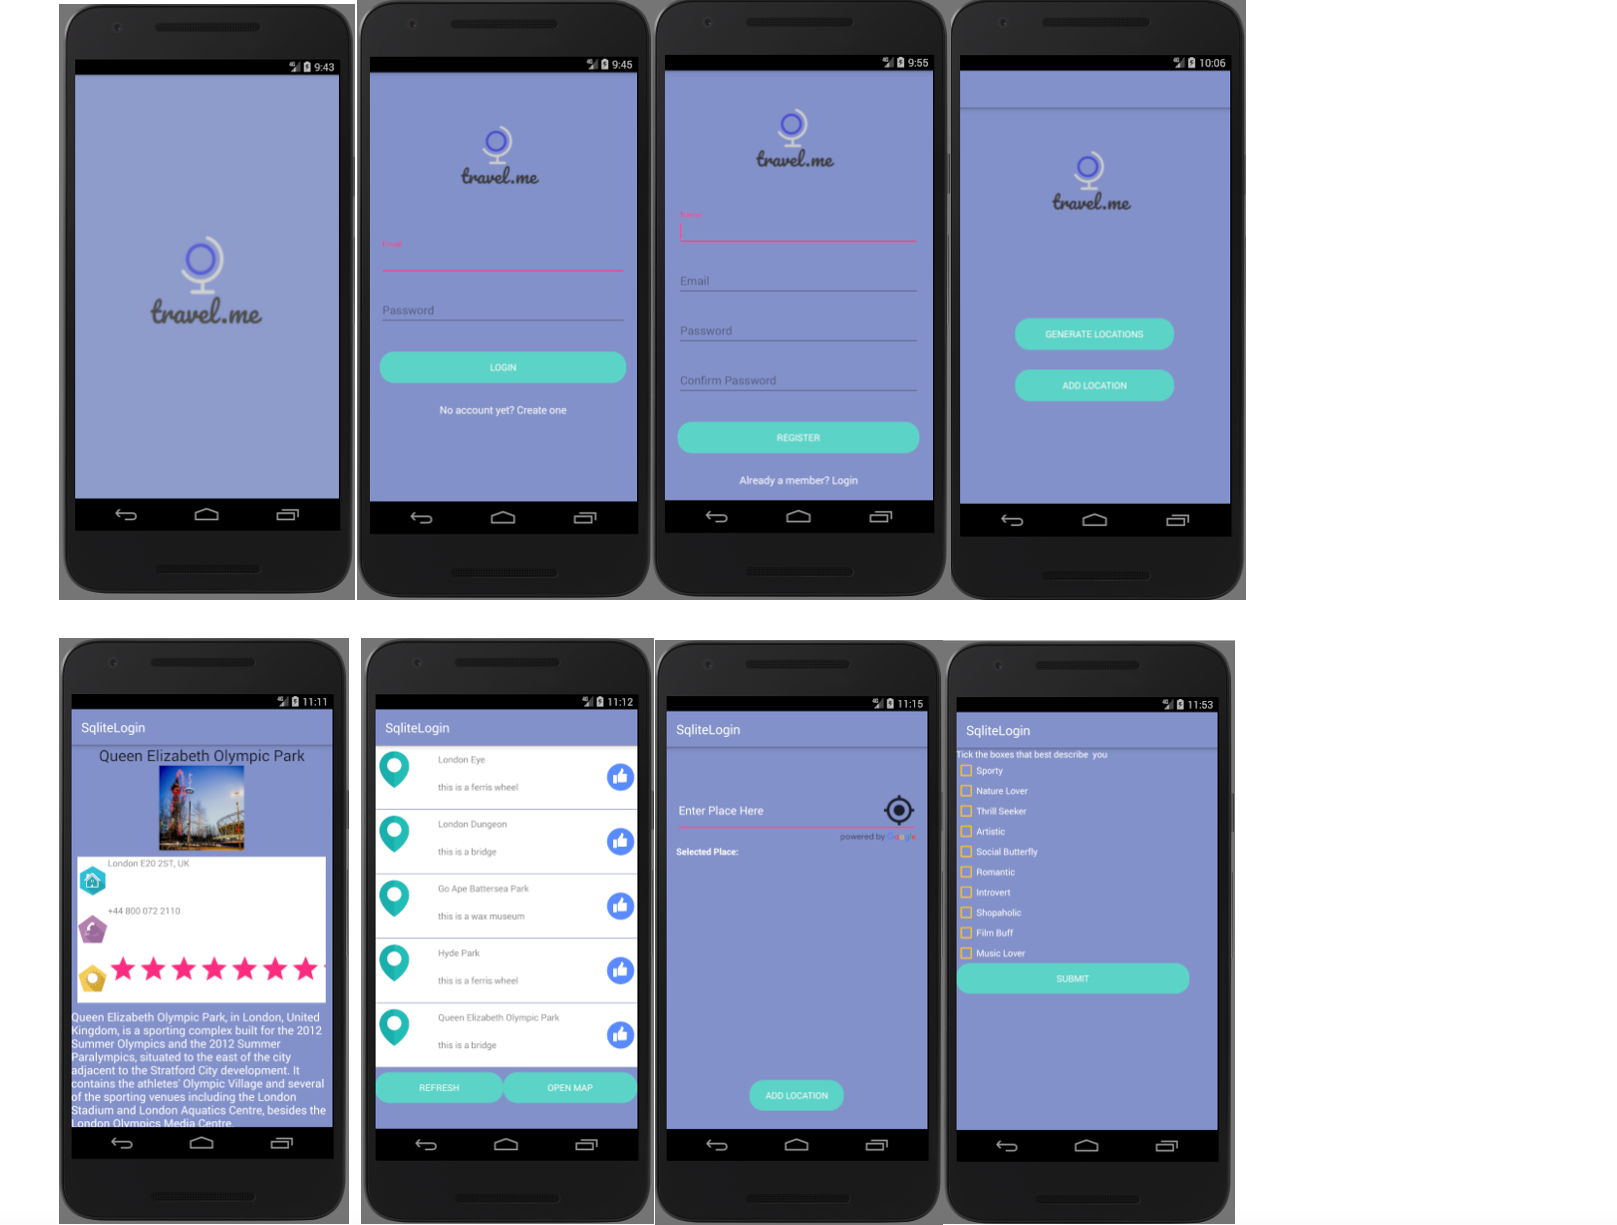 9:43
travel.me
9:45
travel.me
Email
Password
LOGIN
No account yet? Create one
9:55
travel.me
Name
Email
Password
Confirm Password
REGISTER
Already a member? Login
10:06
travel.me
GENERATE LOCATIONS
ADD LOCATION
11:11
SqliteLogin
Queen Elizabeth Olympic Park
London E20 2ST, UK
+44 800 072 2110
Queen Elizabeth Olympic Park, in London, United
Kingdom, is a sporting complex built for the 2012
Summer Olympics and the 2012 Summer
Paralympics, situated to the east of the city
adjacent to the Stratford City development. It
contains the athletes' Olympic Village and several
of the sporting venues including the London
Stadium and London Aquatics Centre, besides the
London Olympics Media Centre.
11:12
SqliteLogin
London Eye
this is a ferris wheel
London Dungeon
this is a bridge
Go Ape Battersea Park
this is a wax museum
Hyde Park
this is a ferris wheel
Queen Elizabeth Olympic Park
this is a bridge
REFRESH
OPEN MAP
11:15
SqliteLogin
Enter Place Here
powered by Google
Selected Place:
ADD LOCATION
11:53
SqliteLogin
Tick the boxes that best describe you
Sporty
Nature Lover
Thrill Seeker
Artistic
Social Butterfly
Romantic
Introvert
Shopaholic
Film Buff
Music Lover
SUBMIT